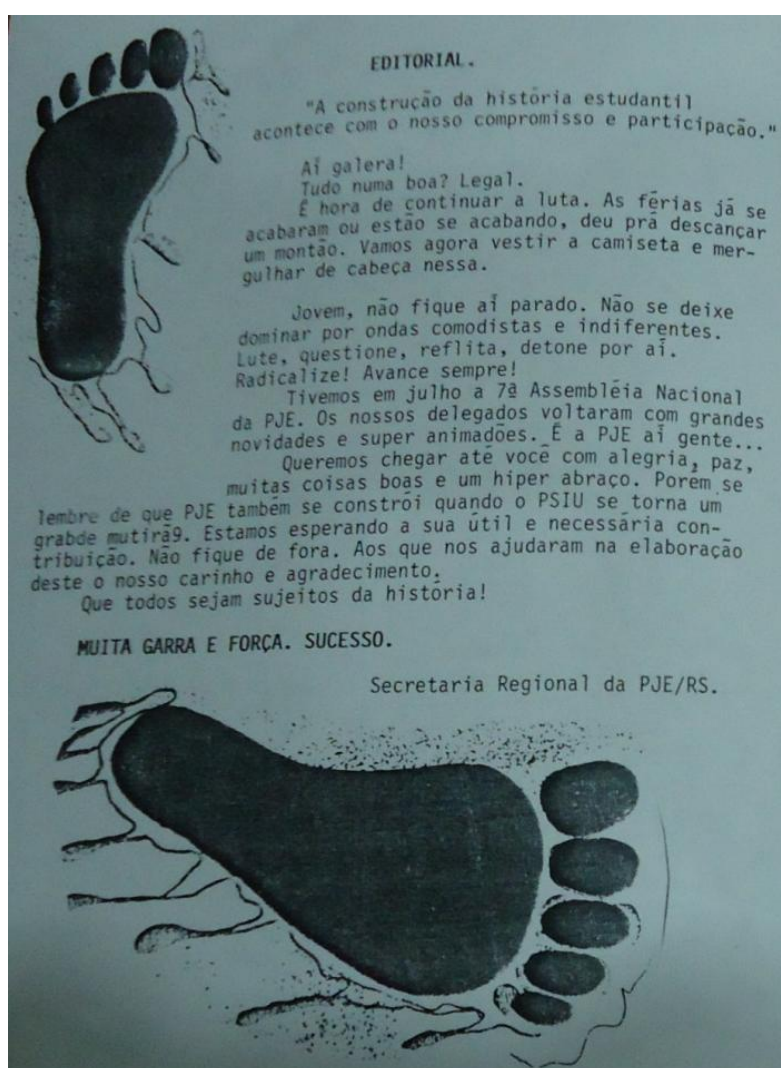 EDITORIAL.
"A construção da história estudantil
acontece com o nosso compromisso e participação."
Aí galera!
Tudo numa boa? Legal.
É hora de continuar a luta. As férias já se
acabaram ou estão se acabando, deu prá descançar
um montão. Vamos agora vestir a camiseta e mer-
gulhar de cabeça nessa.
Jovem, não fique aí parado. Não se deixe
dominar por ondas comodistas e indiferentes.
Lute, questione, reflita, detone por aí.
Radicalize! Avance sempre!
Tivemos em julho a 7ª Assembléia Nacional
da PJE. Os nossos delegados voltaram com grandes
novidades e super animadões. É a PJE aí gente...
Queremos chegar até você com alegria, paz,
muitas coisas boas e um hiper abraço. Porém se
lembre de que PJE também se constrói quando o PSIU se torna um
grabde mutirã9. Estamos esperando a sua útil e necessária con-
tribuição. Não fique de fora. Aos que nos ajudaram na elaboração
deste o nosso carinho e agradecimento.
Que todos sejam sujeitos da história!
MUITA GARRA E FORÇA. SUCESSO.
Secretaria Regional da PJE/RS.